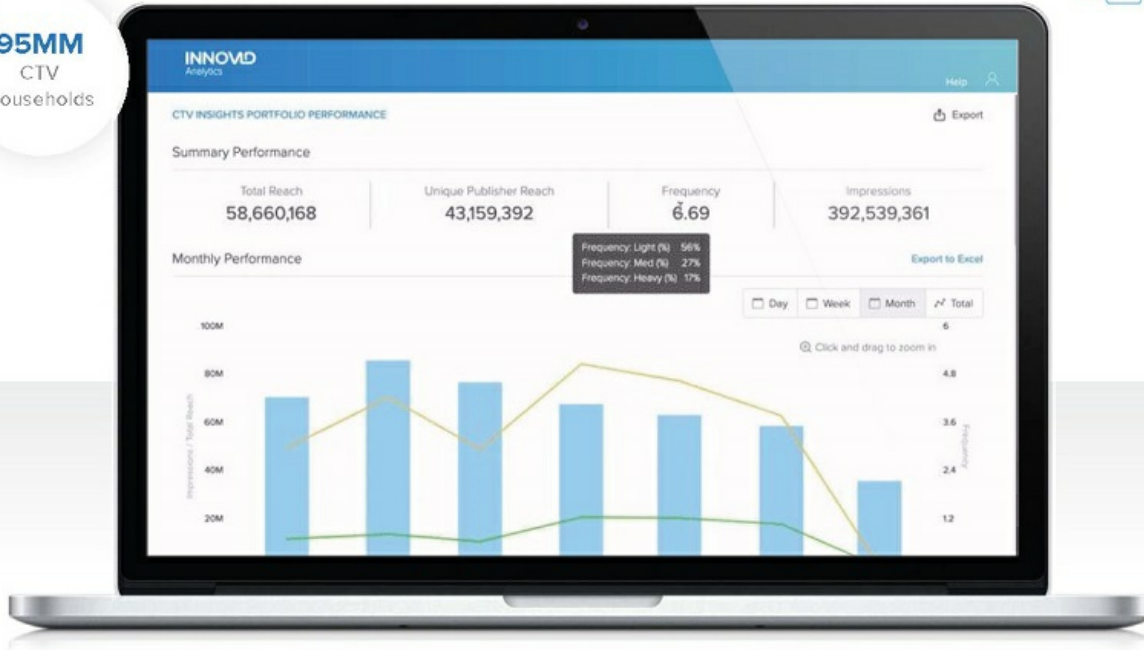 95MM
CTV
ouseholds
INNOVID
Analytics
Help
CTV INSIGHTS PORTFOLIO PERFORMANCE
Export
Summary Performance
Total Reach
Unique Publisher Reach
Frequency
Impressions
58,660,168
43,159,392
6.69
392,539,361
Frequency: Light (%) 56%
Frequency: Med (%) 27%
Frequency: Heavy (%) 17%
Monthly Performance
Export to Excel
Day
Week
Month
Total
Click and drag to zoom in
100M
80M
60M
40M
20M
Impressions / Total Reach
6
4.8
3.6
2.4
1.2
Frequency